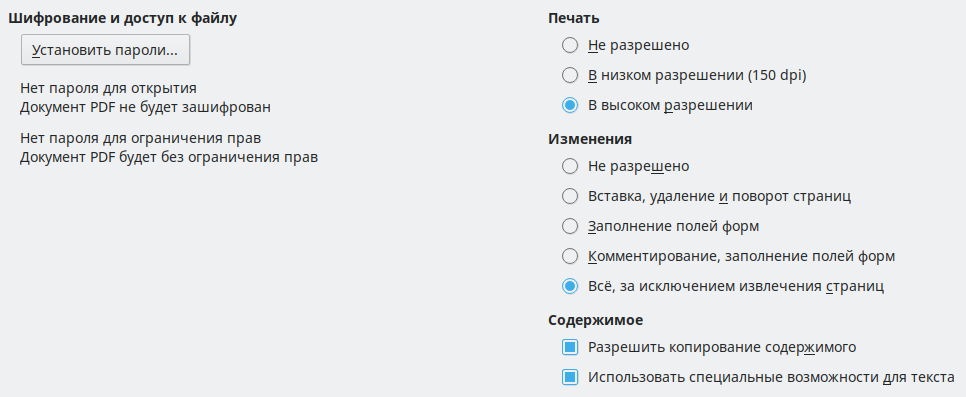 Шифрование и доступ к файлу
Установить пароли...
Нет пароля для открытия
Документ PDF не будет зашифрован
Нет пароля для ограничения прав
Документ PDF будет без ограничения прав
Печать
Не разрешено
В низком разрешении (150 dpi)
В высоком разрешении
Изменения
Не разрешено
Вставка, удаление и поворот страниц
Заполнение полей форм
Комментирование, заполнение полей форм
Всё, за исключением извлечения страниц
Содержимое
Разрешить копирование содержимого
Использовать специальные возможности для текста